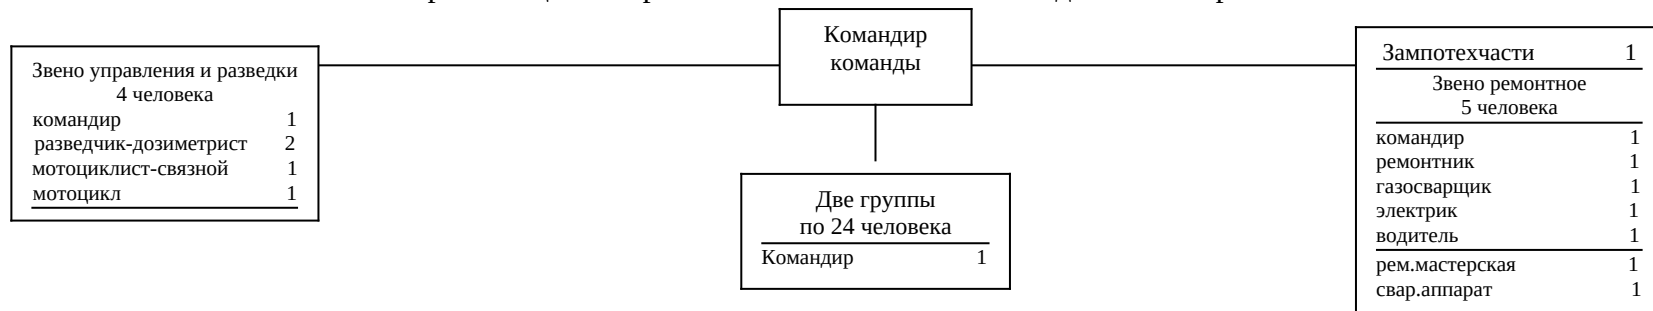 Командир
команды
Звено управления и разведки
4 человека
командир 1
разведчик-дозиметрист 2
мотоциклист-связной 1
мотоцикл 1
Две группы
по 24 человека
Командир 1
Зампотехчасти 1
Звено ремонтное
5 человека
командир 1
ремонтник 1
газосварщик 1
электрик 1
водитель 1
рем.мастерская 1
свар.аппарат 1